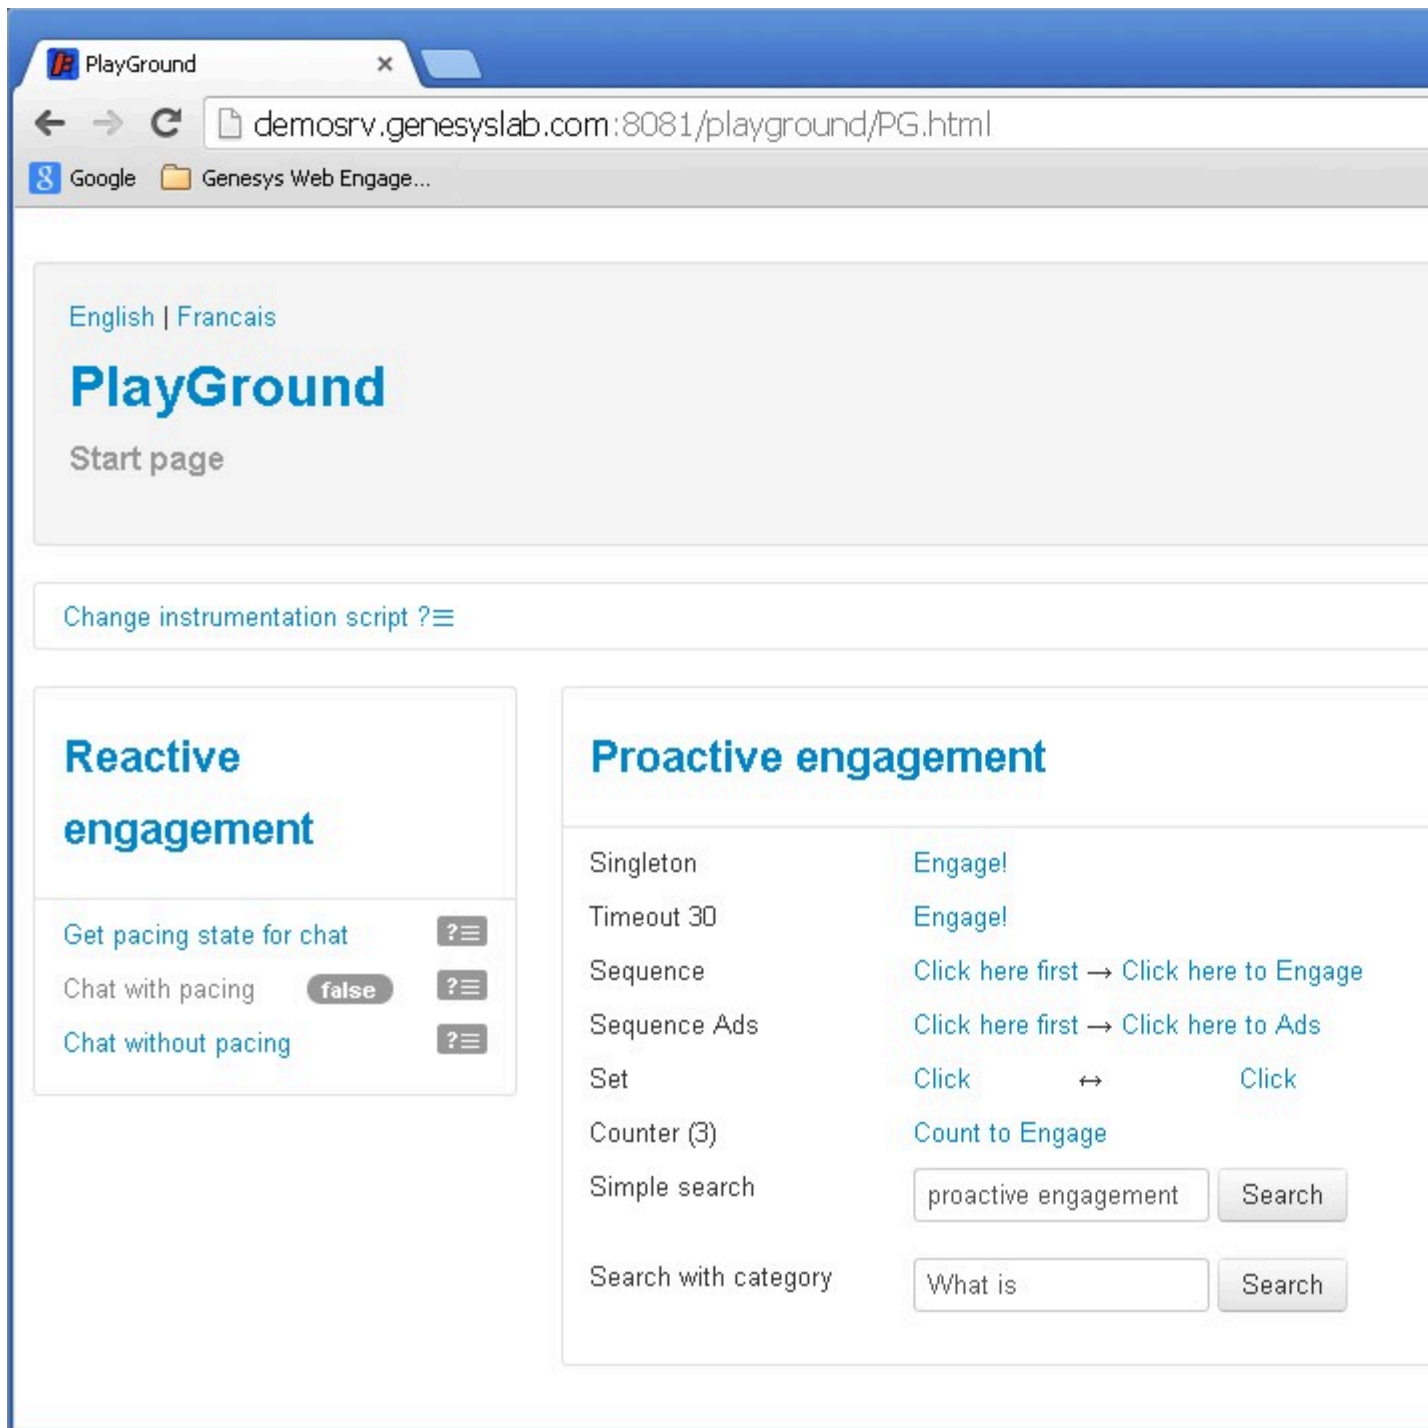 PlayGround ×
demosrv.genesyslab.com:8081/playground/PG.html
Google Genesys Web Engage...
English | Francais
PlayGround
Start page
Change instrumentation script ?≡
Reactive
engagement
Get pacing state for chat ?≡
Chat with pacing false ?≡
Chat without pacing ?≡
Proactive engagement
Singleton Engage!
Timeout 30 Engage!
Sequence Click here first → Click here to Engage
Sequence Ads Click here first → Click here to Ads
Set Click ↔ Click
Counter (3) Count to Engage
Simple search proactive engagement Search
Search with category What is Search